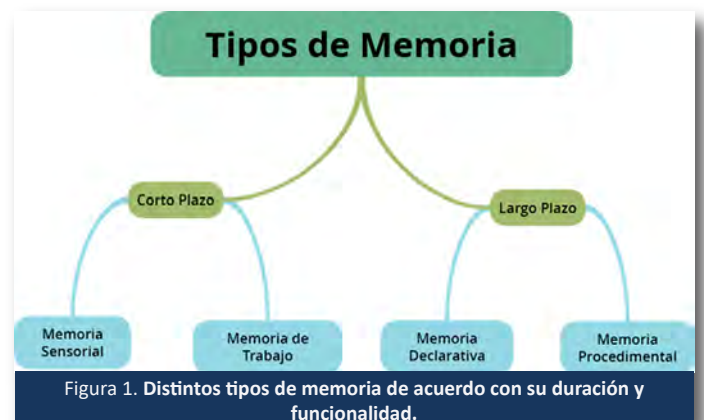 Tipos de Memoria
Corto Plazo
Largo Plazo
Memoria
Sensorial
Memoria de
Trabajo
Memoria
Declarativa
Memoria
Procedimental
Figura 1. Distintos tipos de memoria de acuerdo con su duración y
funcionalidad.